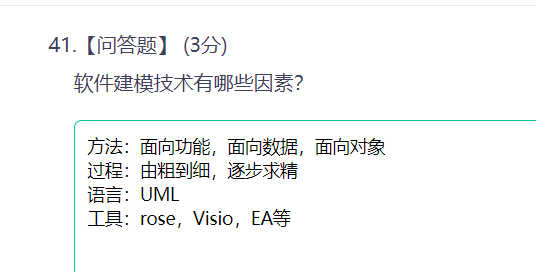 41.【问答题】 (3分)
软件建模技术有哪些因素？
方法：面向功能，面向数据，面向对象
过程：由粗到细，逐步求精
语言：UML
工具：rose，Visio，EA等